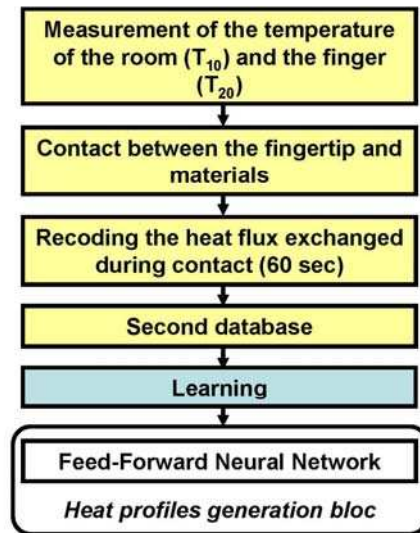 Measurement of the temperature
of the room (T₁₀) and the finger
(T₂₀)
Contact between the fingertip and
materials
Recoding the heat flux exchanged
during contact (60 sec)
Second database
Learning
Feed-Forward Neural Network
Heat profiles generation bloc